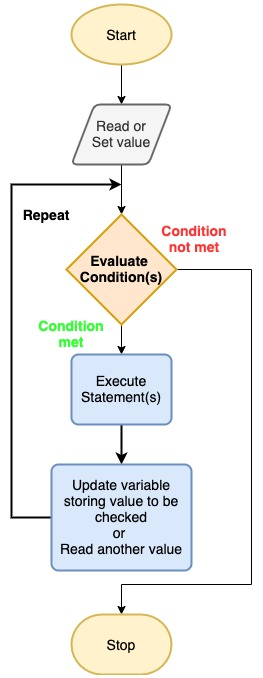 Start
Read or
Set value
Repeat
Condition
not met
Evaluate
Condition(s)
Condition
met
Execute
Statement(s)
Update variable
storing value to be
checked
or
Read another value
Stop